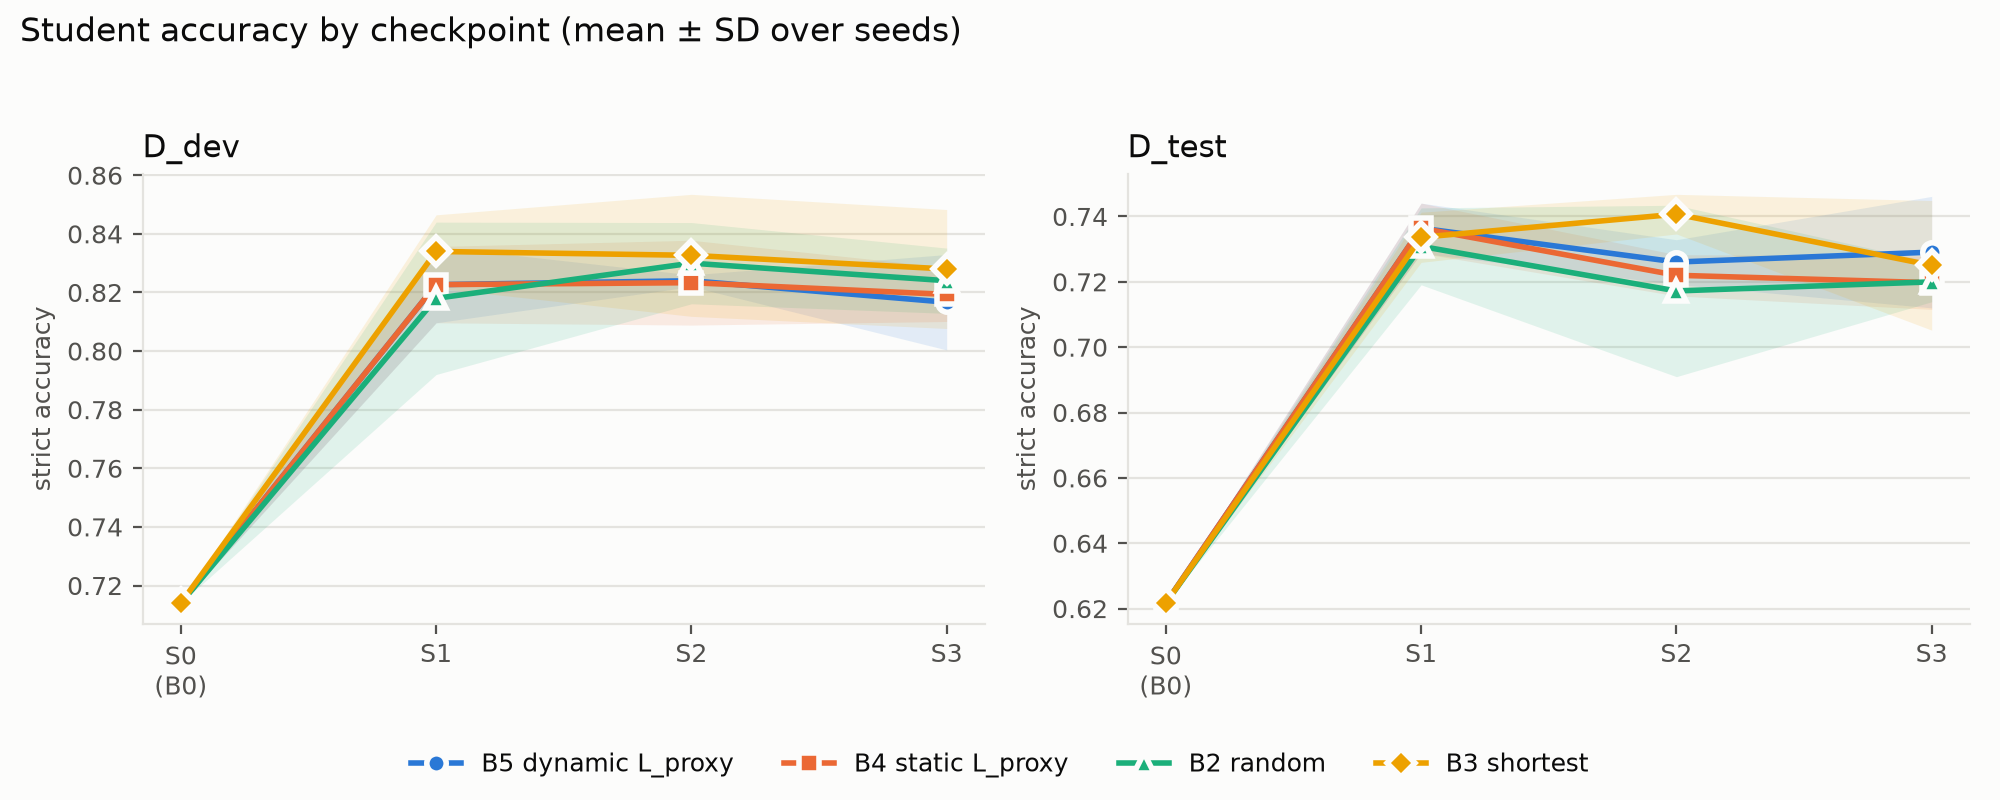 Student accuracy by checkpoint (mean ± SD over seeds)
D_dev
0.86
0.84
0.82
0.80
0.78
0.76
0.74
0.72
strict accuracy
S0
(B0)
S1
S2
S3
D_test
0.74
0.72
0.70
0.68
0.66
0.64
0.62
strict accuracy
S0
(B0)
S1
S2
S3
B5 dynamic L_proxy
B4 static L_proxy
B2 random
B3 shortest